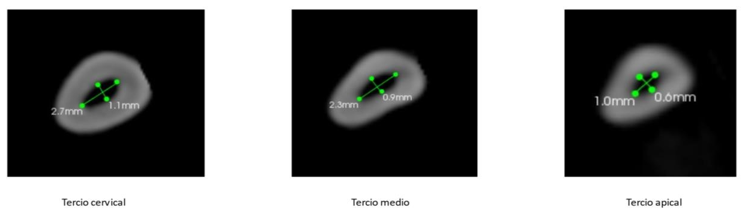 2.7mm
1.1mm
2.3mm
0.9mm
1.0mm
0.6mm
Tercio cervical
Tercio medio
Tercio apical